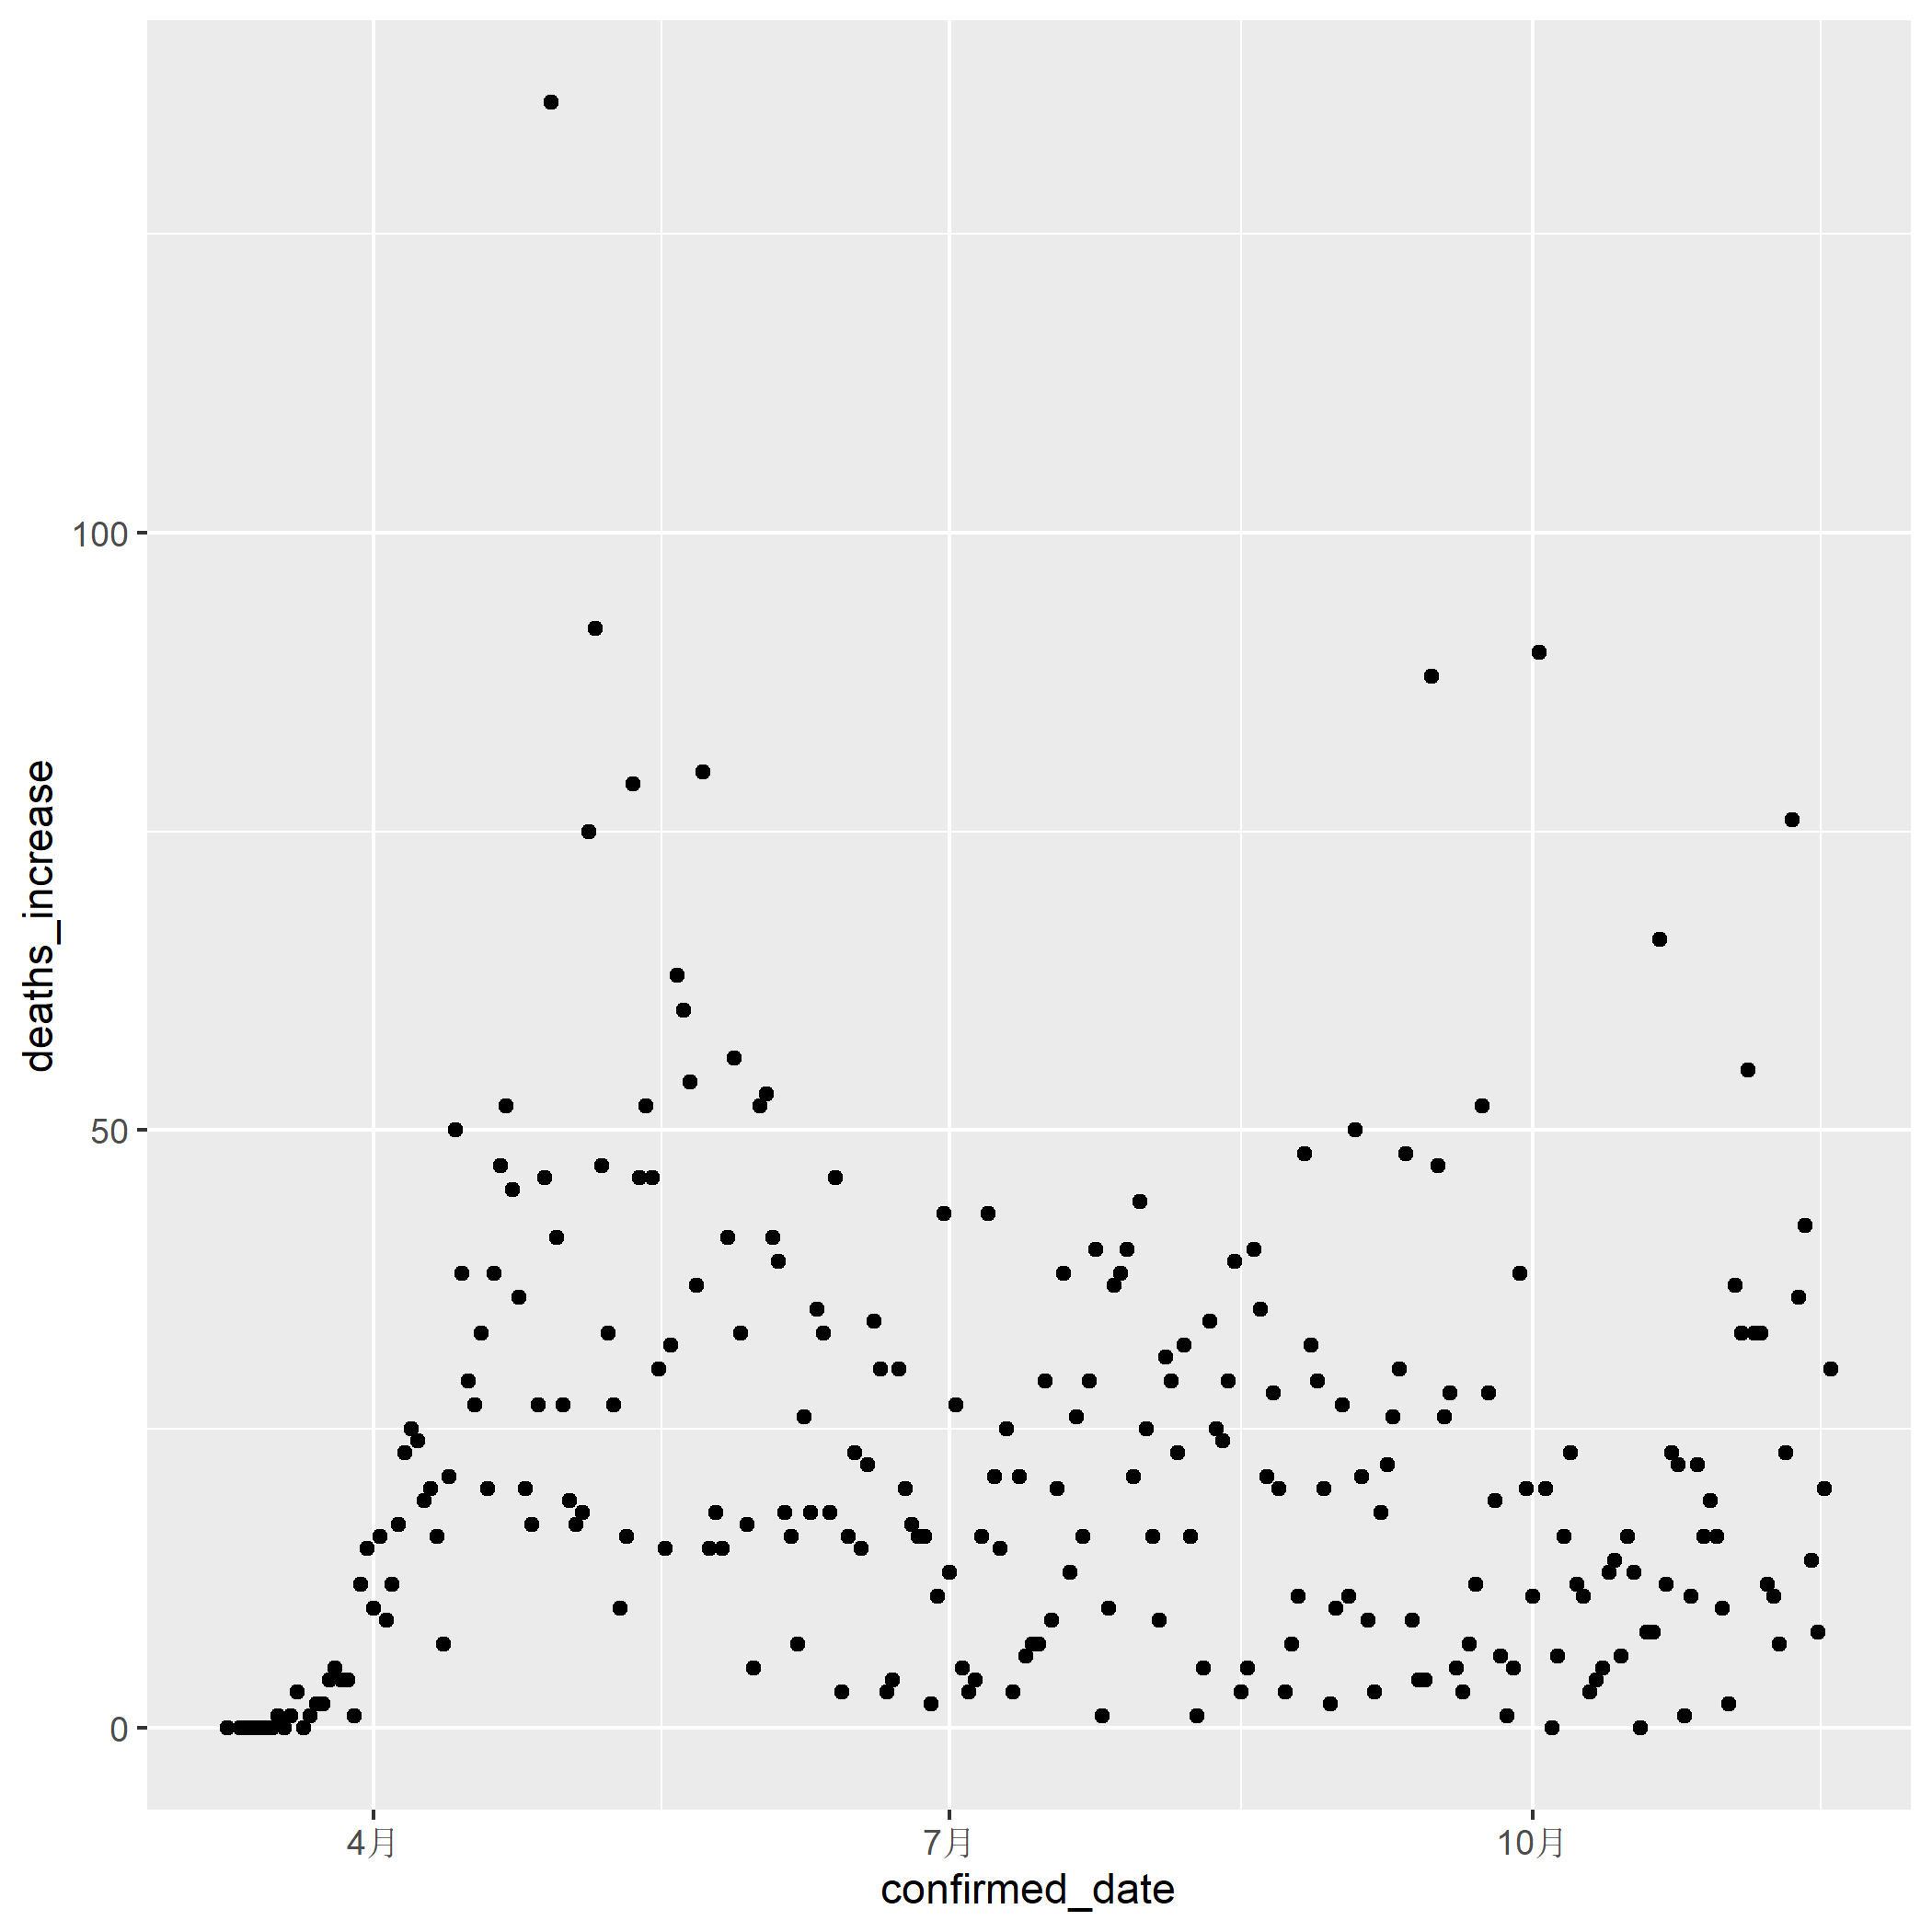 deaths_increase
100
50
0
4月
7月
10月
confirmed_date